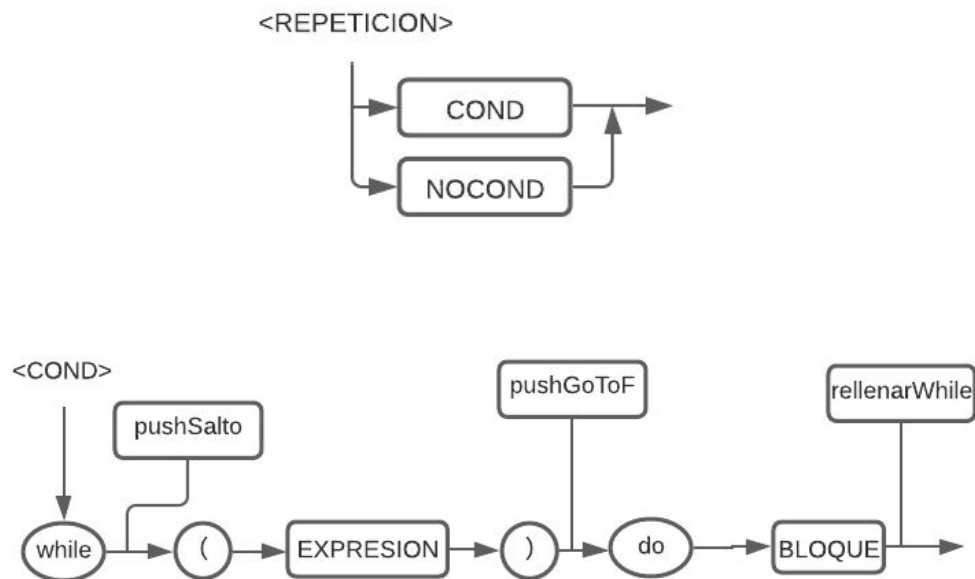 <REPETICION>
COND
NOCOND
<COND>
pushSalto
pushGoToF
rellenarWhile
while
(
EXPRESION
)
do
BLOQUE